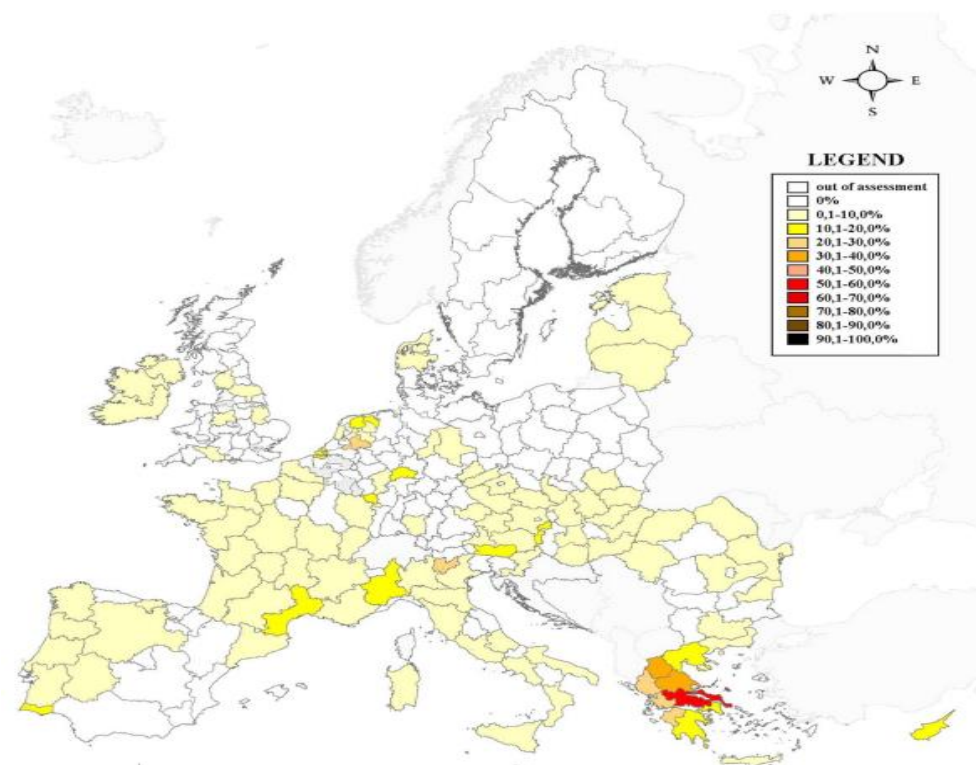 N
W E
S
LEGEND
out of assessment
0%
0,1-10,0%
10,1-20,0%
20,1-30,0%
30,1-40,0%
40,1-50,0%
50,1-60,0%
60,1-70,0%
70,1-80,0%
80,1-90,0%
90,1-100,0%